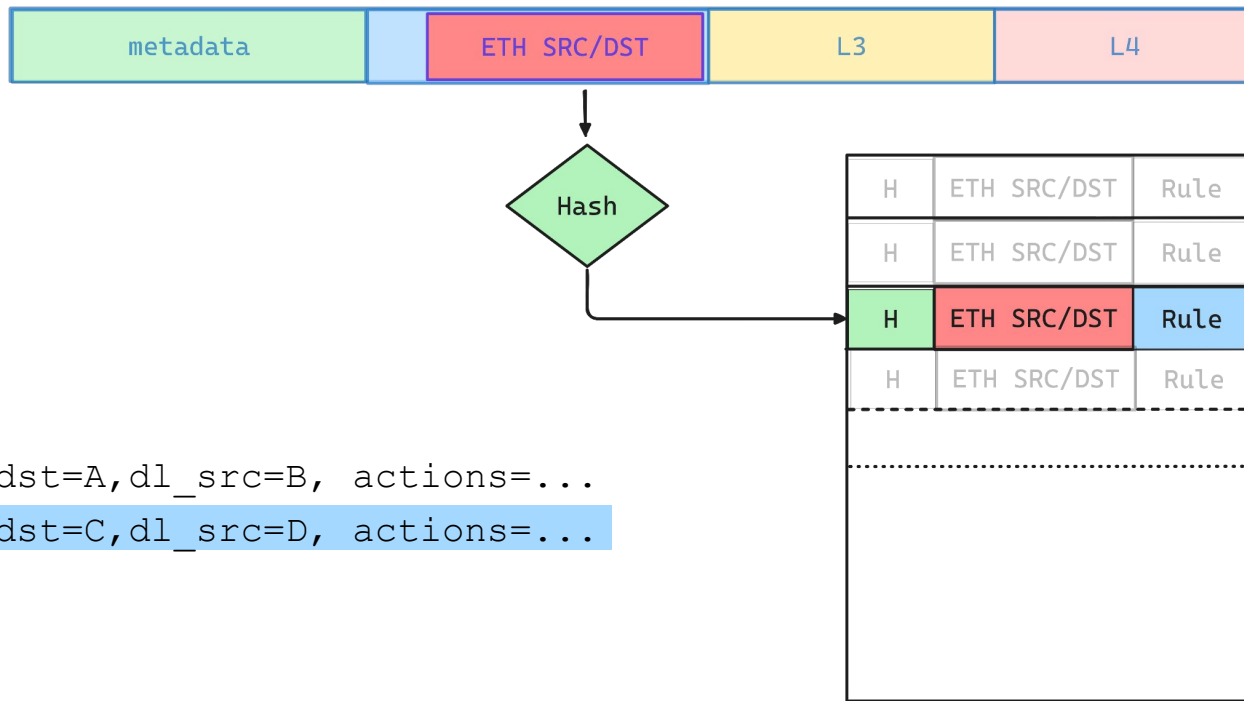 metadata ETH SRC/DST L3 L4
Hash
H ETH SRC/DST Rule
H ETH SRC/DST Rule
H ETH SRC/DST Rule
H ETH SRC/DST Rule
dst=A,dl_src=B, actions=...
dst=C,dl_src=D, actions=...